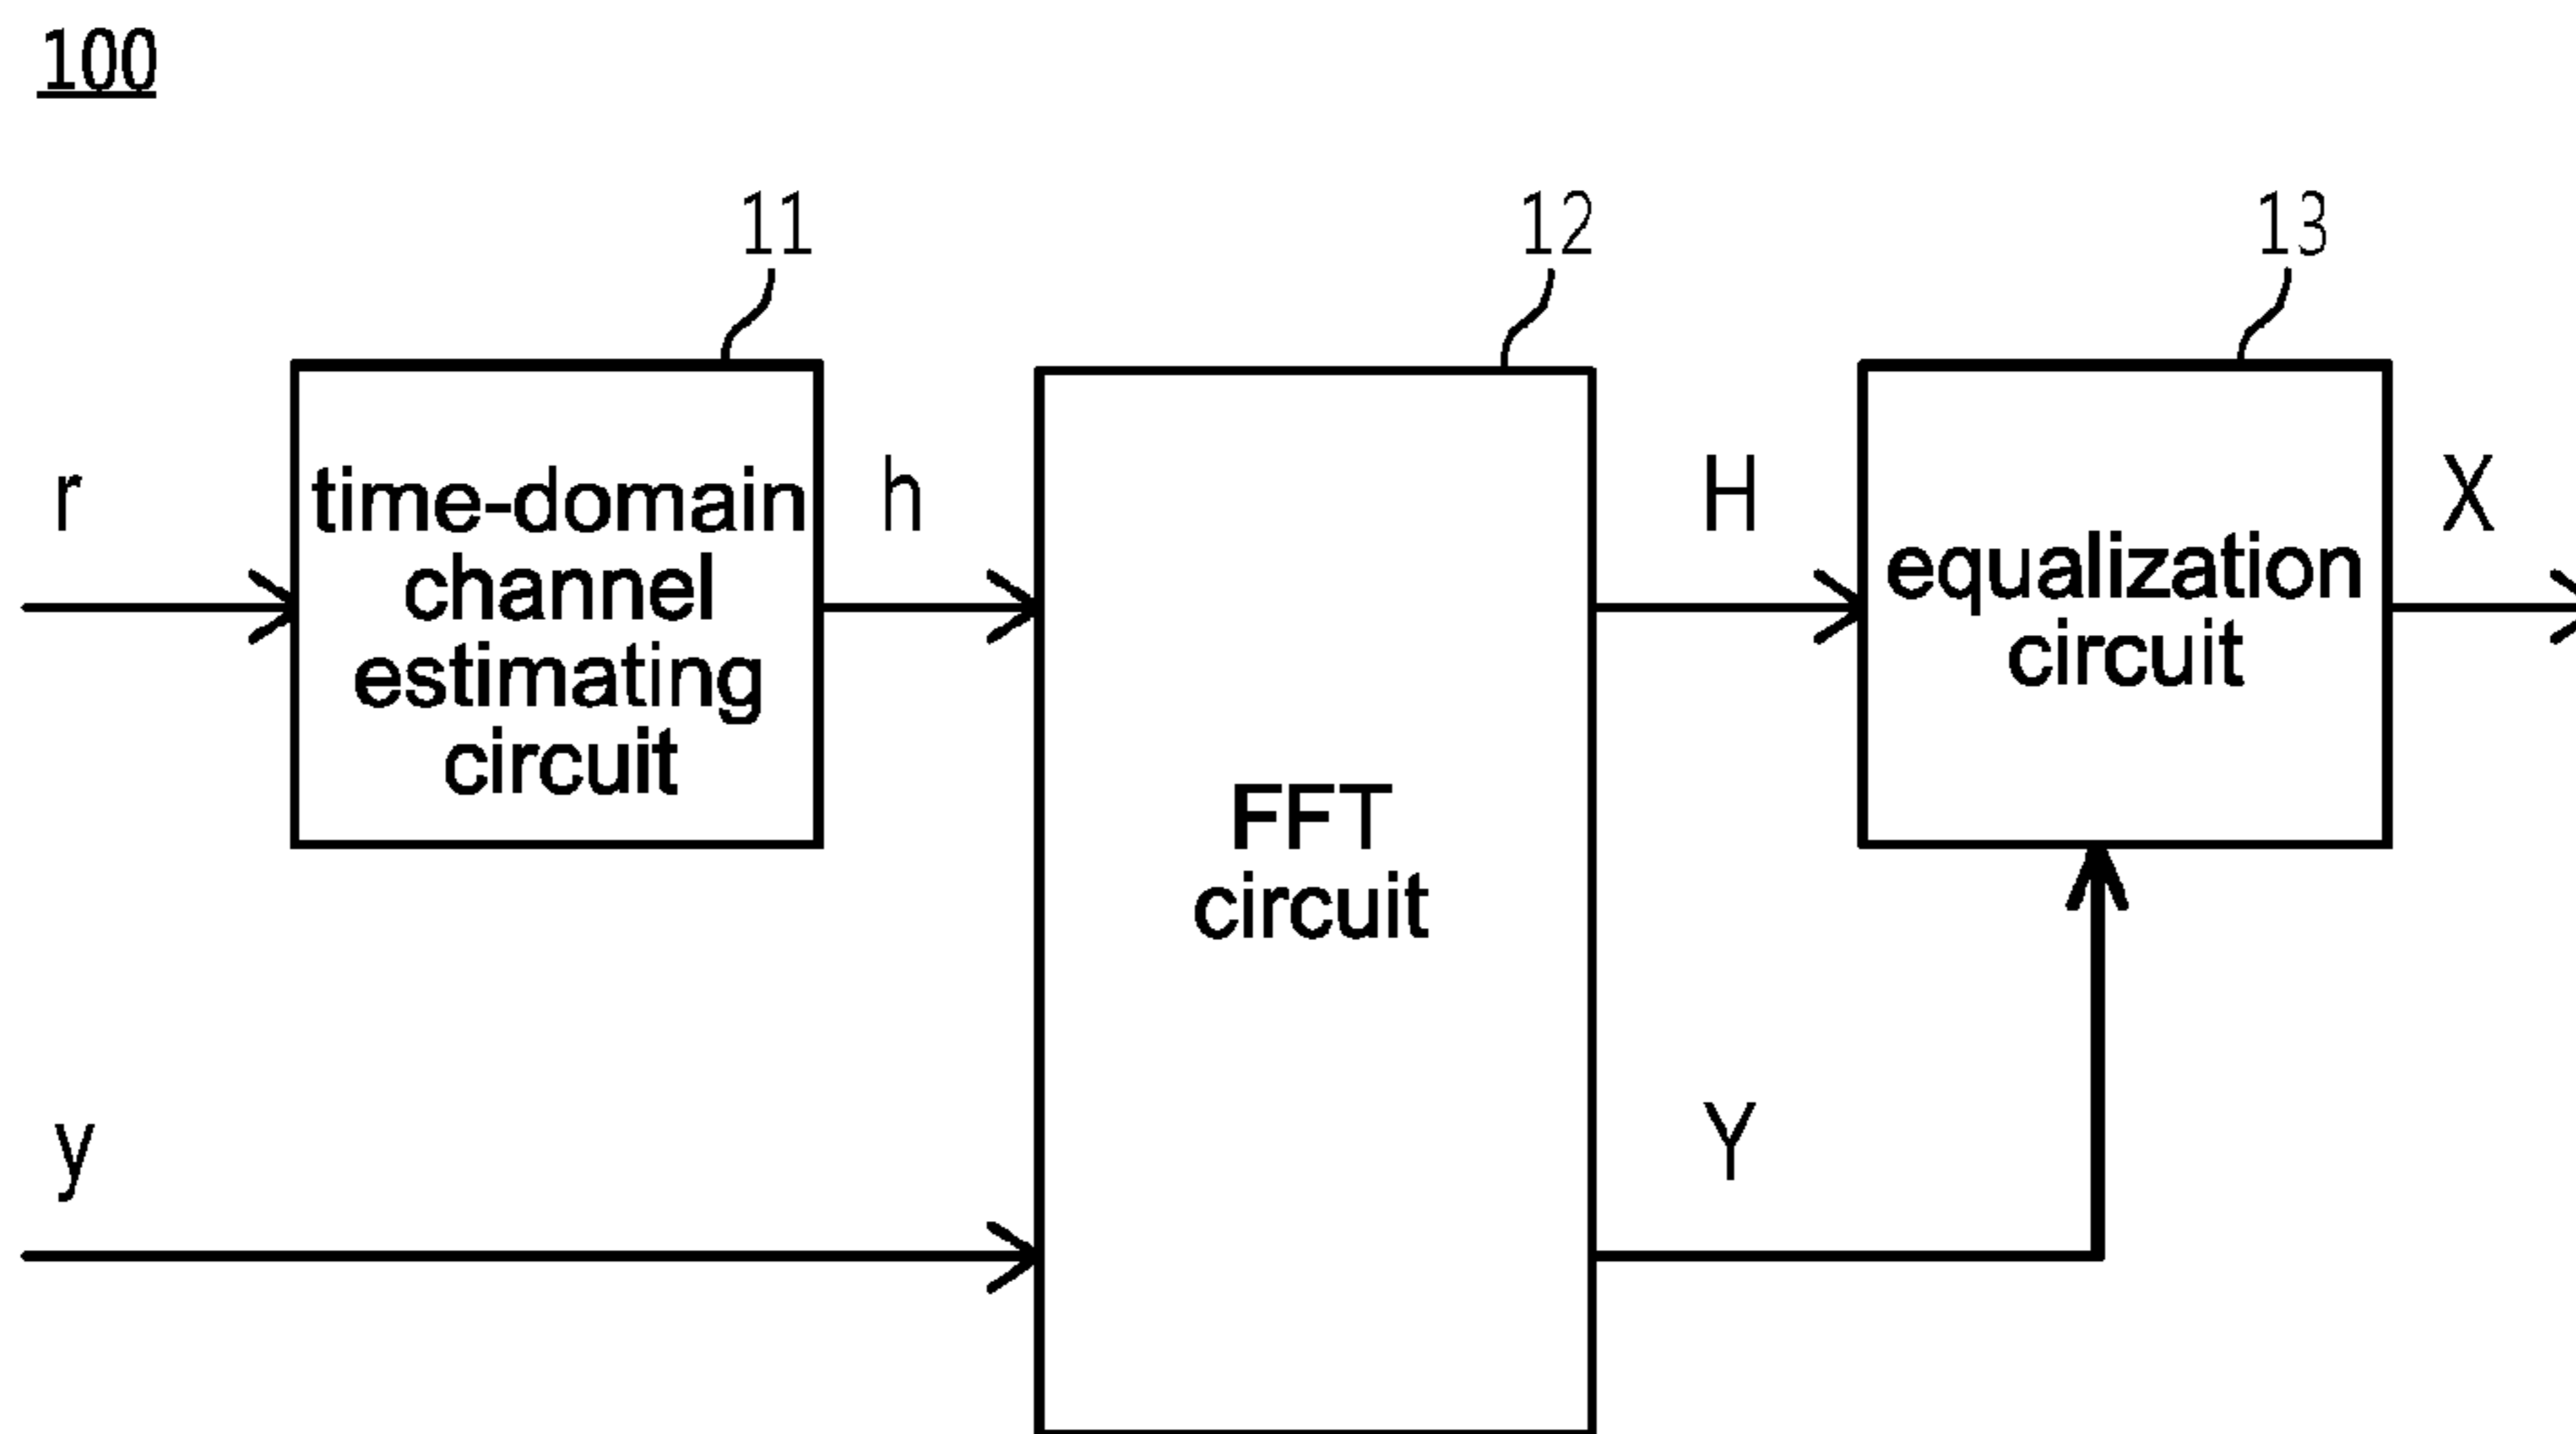 100
11
12
13
r
time-domain
channel
estimating
circuit
h
H
equalization
circuit
X
FFT
circuit
y
Y